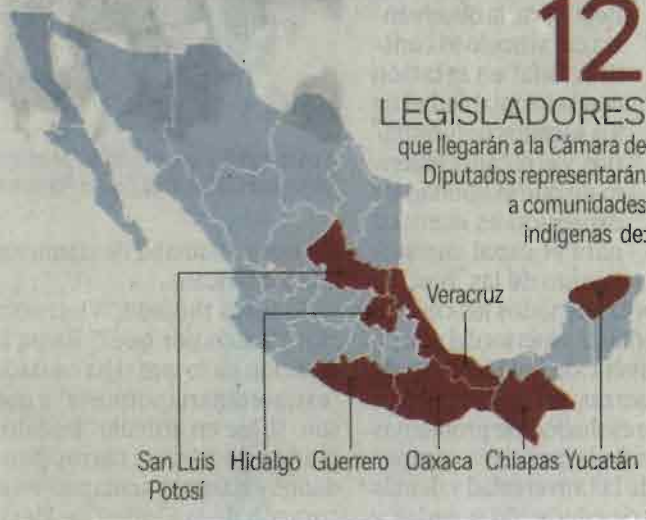 12
LEGISLADORES
que llegarán a la Cámara de
Diputados representarán
a comunidades
indígenas de:
Veracruz
San Luis
Potosí
Hidalgo
Guerrero
Oaxaca
Chiapas
Yucatán